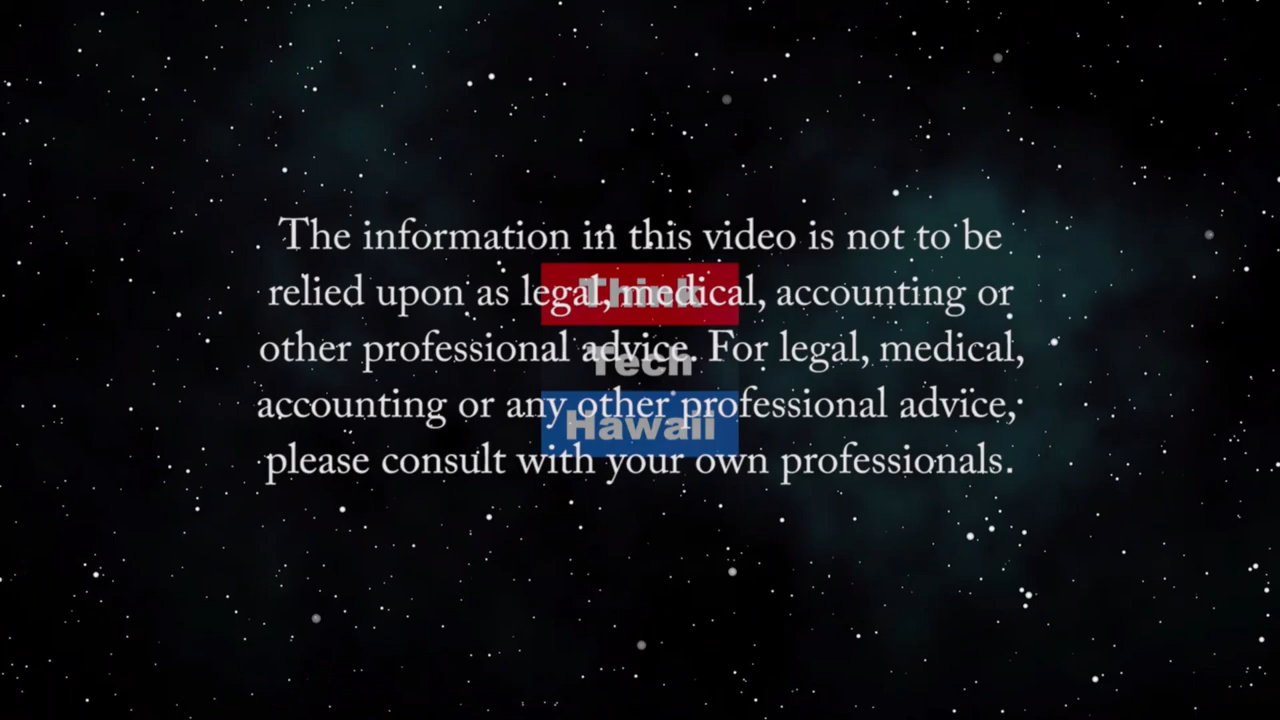 The information in this video is not to be
relied upon as legal, medical, accounting or
other professional advice. For legal, medical,
accounting or any other professional advice,
please consult with your own professionals.
Think
Tech
Hawaii